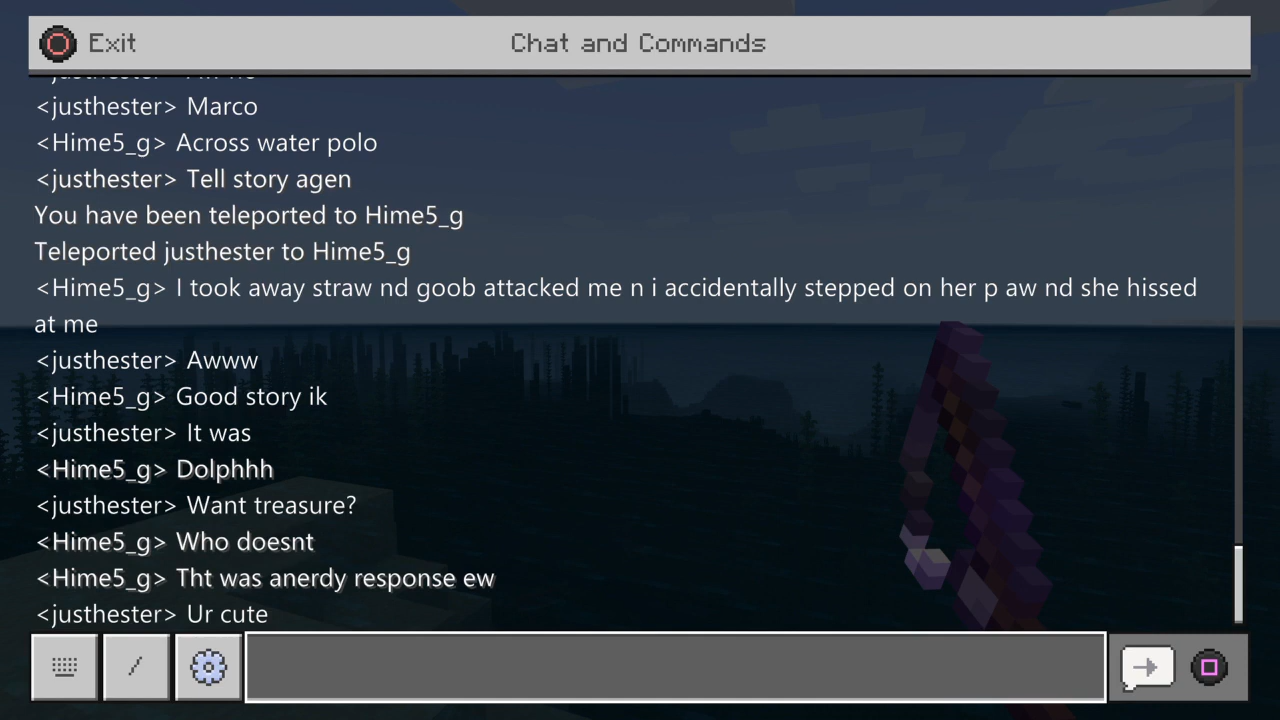 Exit
Chat and Commands
<justhester>
<justhester> Marco
<Hime5_g> Across water polo
<justhester> Tell story agen
You have been teleported to Hime5_g
Teleported justhester to Hime5_g
<Hime5_g> I took away straw nd goob attacked me n i accidentally stepped on her p aw nd she hissed
at me
<justhester> Awww
<Hime5_g> Good story ik
<justhester> It was
<Hime5_g> Dolphhh
<justhester> Want treasure?
<Hime5_g> Who doesnt
<Hime5_g> Tht was anerdy response ew
<justhester> Ur cute
/